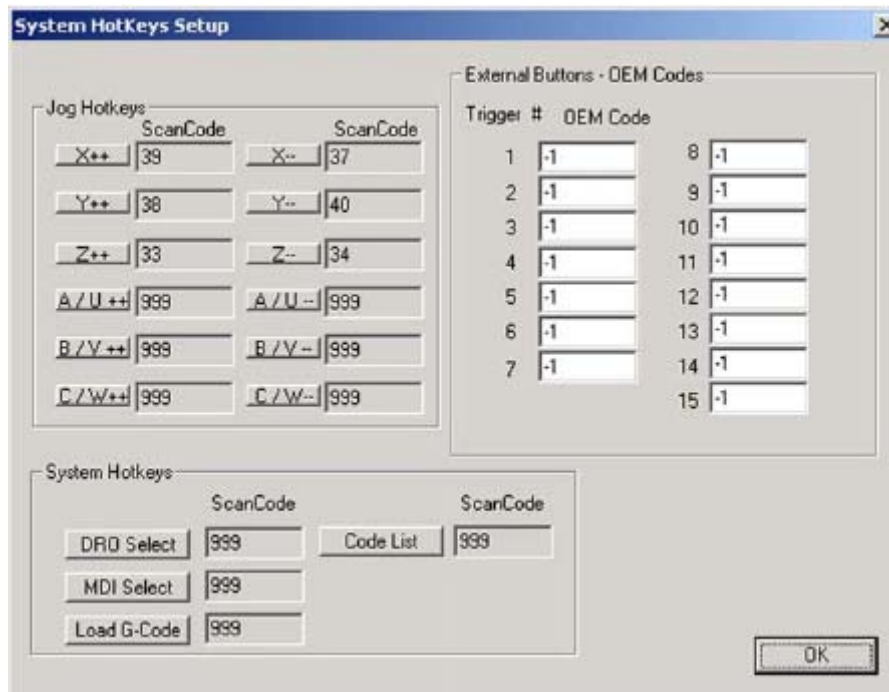 System HotKeys Setup
Jog Hotkeys
ScanCode ScanCode
X++ 39 X-- 37
Y++ 38 Y-- 40
Z++ 33 Z-- 34
A / U ++ 999 A / U -- 999
B / V ++ 999 B / V -- 999
C / W++ 999 C / W-- 999
External Buttons - OEM Codes
Trigger # OEM Code
1 -1 8 -1
2 -1 9 -1
3 -1 10 -1
4 -1 11 -1
5 -1 12 -1
6 -1 13 -1
7 -1 14 -1
15 -1
System Hotkeys
ScanCode ScanCode
DRO Select 999 Code List 999
MDI Select 999
Load G-Code 999
OK